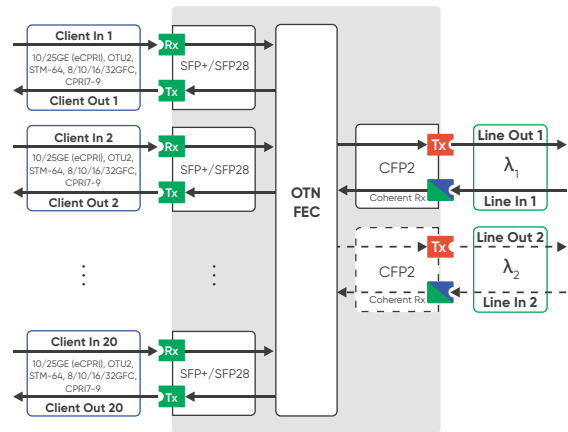 Client In 1
10/25GE (eCPRI), OTU2,
STM-64, 8/10/16/32GFC,
CPRI7-9
Client Out 1
Rx
Tx
SFP+/SFP28
Client In 2
10/25GE (eCPRI), OTU2,
STM-64, 8/10/16/32GFC,
CPRI7-9
Client Out 2
Rx
Tx
SFP+/SFP28
Client In 20
10/25GE (eCPRI), OTU2,
STM-64, 8/10/16/32GFC,
CPRI7-9
Client Out 20
Rx
Tx
SFP+/SFP28
OTN
FEC
CFP2
Coherent Rx
Tx
Line Out 1
λ1
Line In 1
CFP2
Coherent Rx
Tx
Line Out 2
λ2
Line In 2